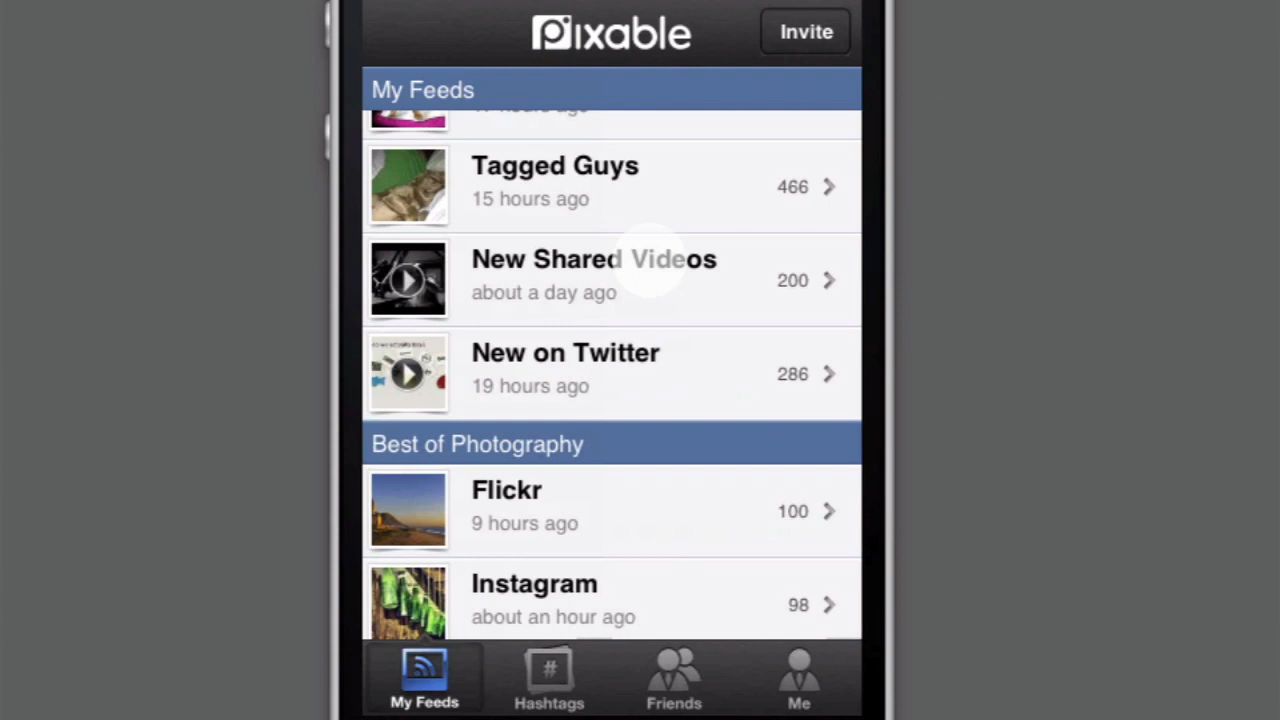 Pixable
Invite
My Feeds
Tagged Guys
15 hours ago
466
New Shared Videos
about a day ago
200
New on Twitter
19 hours ago
286
Best of Photography
Flickr
9 hours ago
100
Instagram
about an hour ago
98
#
My Feeds
Hashtags
Friends
Me